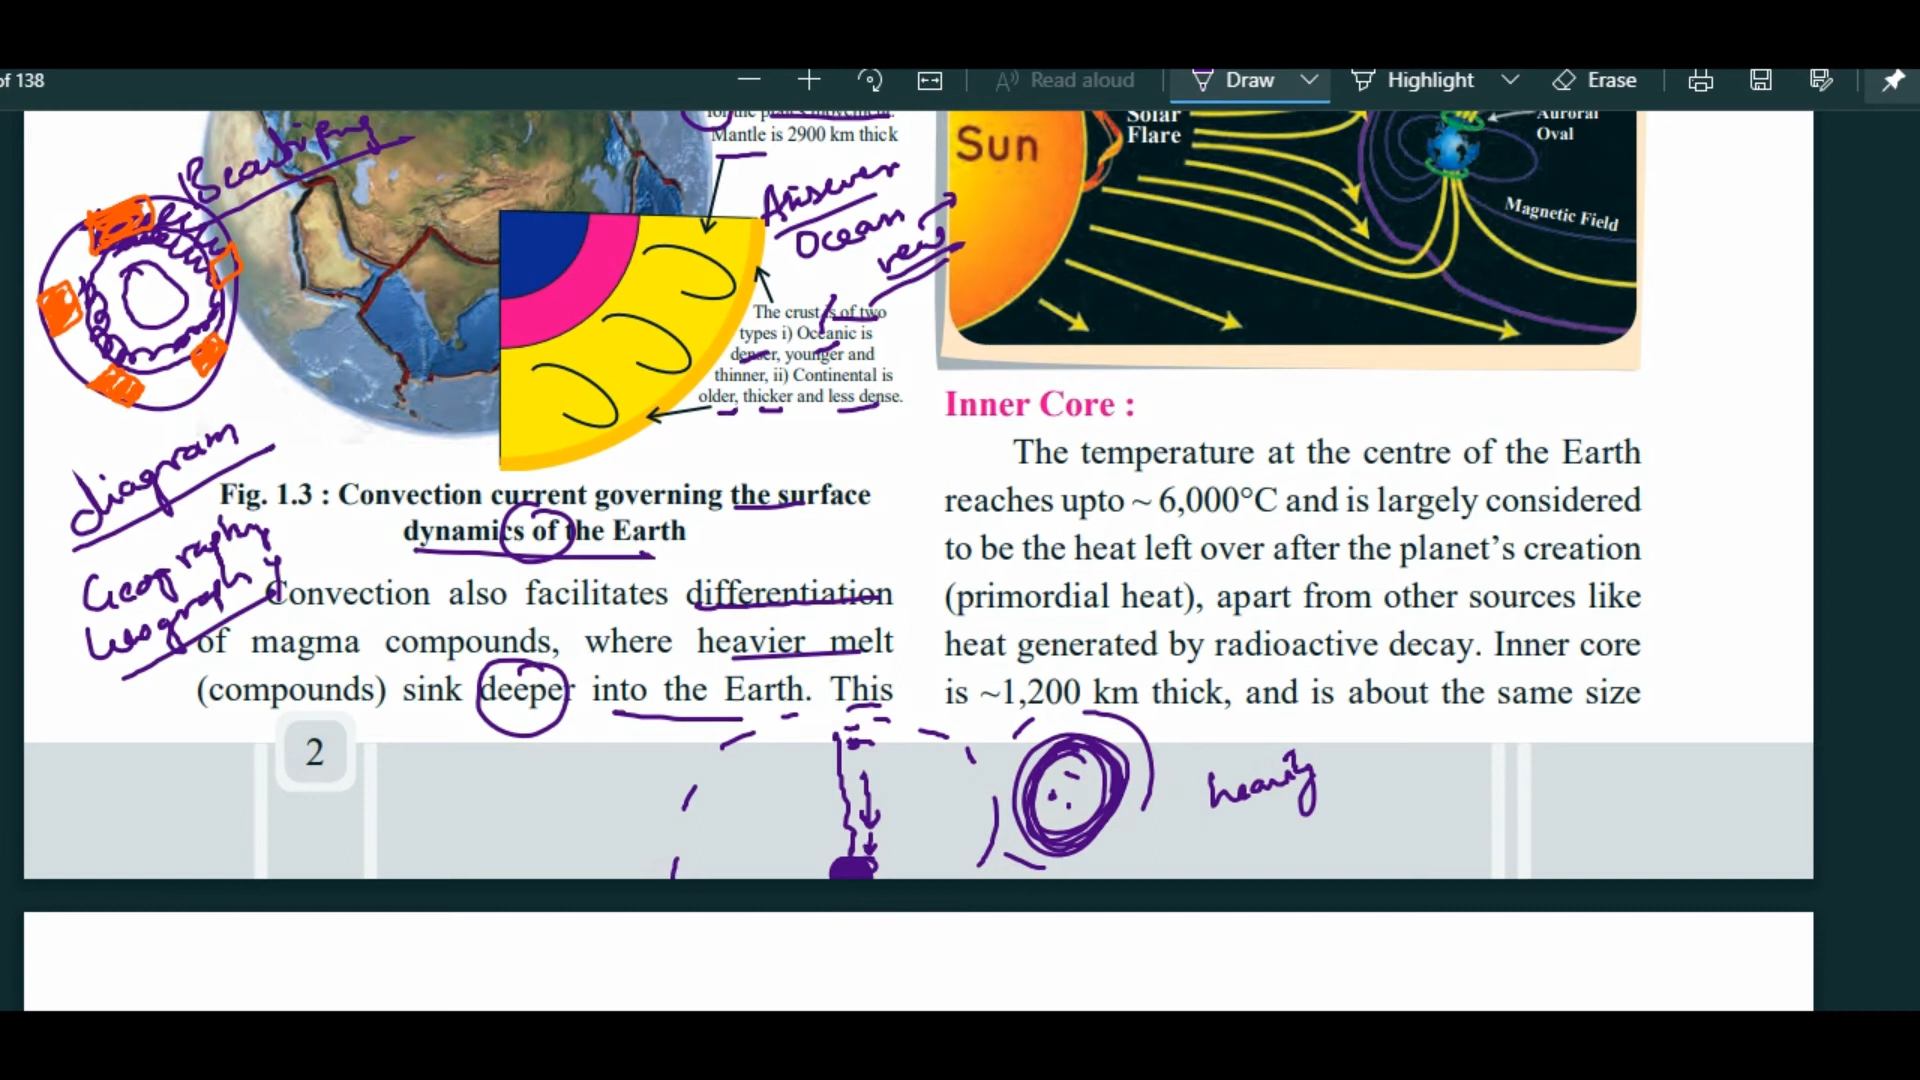 of 138
Read aloud
Draw
Highlight
Erase
for the plate's movement.
Mantle is 2900 km thick
Answer
Ocean
The crust is of two
types i) Oceanic is
denser, younger and
thinner, ii) Continental is
older, thicker and less dense.
diagram
Geography
Geography
Fig. 1.3 : Convection current governing the surface
dynamics of the Earth
Convection also facilitates differentiation
of magma compounds, where heavier melt
(compounds) sink deeper into the Earth. This
2
Sun
Solar
Flare
Auroral
Oval
Magnetic Field
Inner Core :
The temperature at the centre of the Earth
reaches upto ~ 6,000°C and is largely considered
to be the heat left over after the planet's creation
(primordial heat), apart from other sources like
heat generated by radioactive decay. Inner core
is ~1,200 km thick, and is about the same size